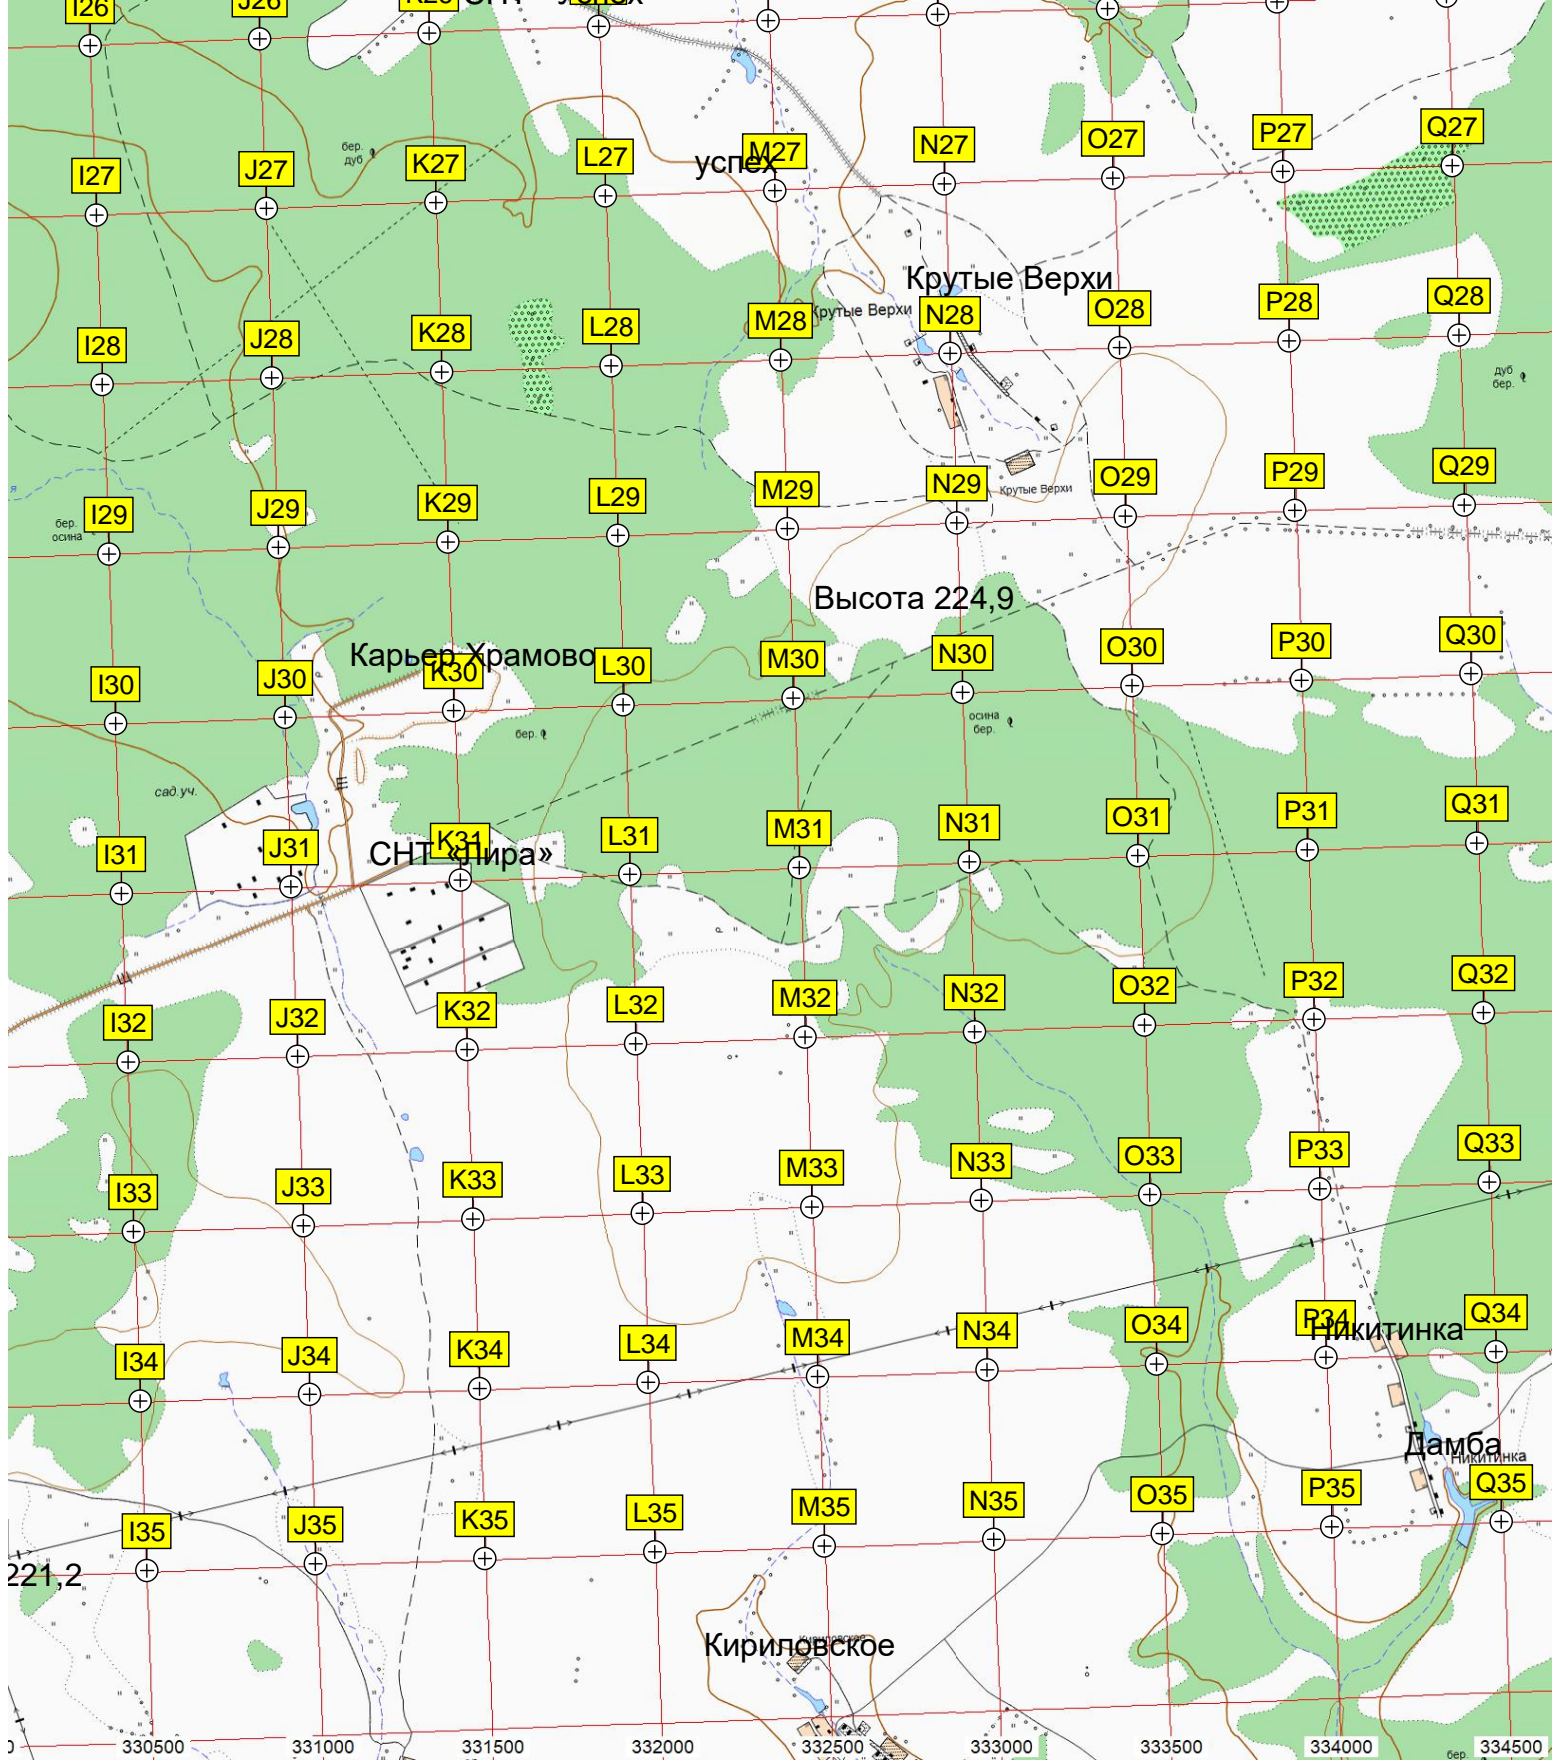 I26
J26
I27
J27
K27
L27
M27
N27
O27
P27
Q27
бер.
дуб
успех
Крутые Верхи
Крутые Верхи
I28
J28
K28
L28
M28
N28
O28
P28
Q28
дуб
бер.
I29
J29
K29
L29
M29
N29
O29
P29
Q29
Крутые Верхи
бер.
осина
я
Высота 224,9
Карьер Храмово
I30
J30
K30
L30
M30
N30
O30
P30
Q30
бер.
осина
бер.
сад.уч.
I31
J31
K31
L31
M31
N31
O31
P31
Q31
СНТ «Лира»
I32
J32
K32
L32
M32
N32
O32
P32
Q32
I33
J33
K33
L33
M33
N33
O33
P33
Q33
I34
J34
K34
L34
M34
N34
O34
P34
Q34
Никитинка
Дамба
Никитинка
I35
J35
K35
L35
M35
N35
O35
P35
Q35
221,2
Кириловское
Кириловское
0
330500
331000
331500
332000
332500
333000
333500
334000
334500
бер.